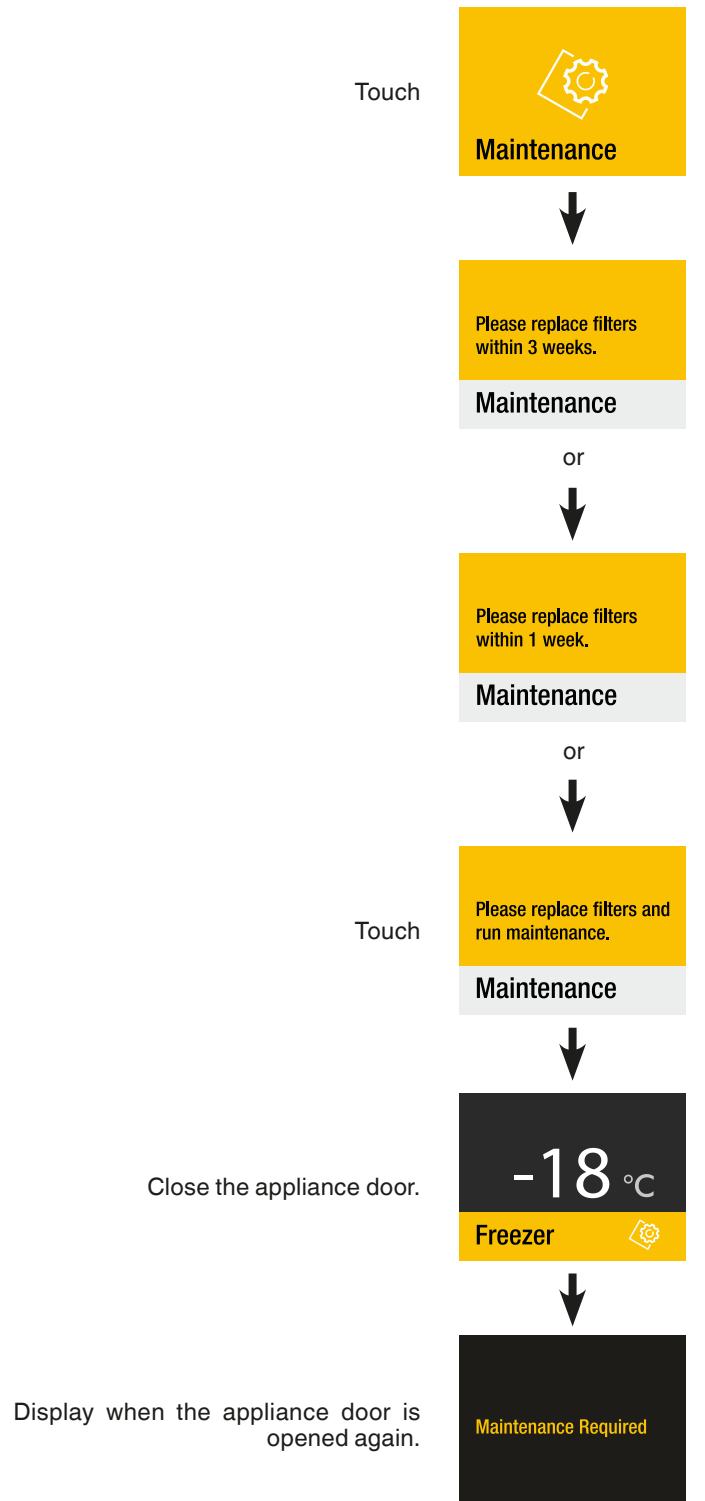 Touch
Maintenance
Please replace filters
within 3 weeks.
Maintenance
or
Please replace filters
within 1 week.
Maintenance
or
Touch
Please replace filters and
run maintenance.
Maintenance
Close the appliance door.
-18 °C
Freezer
Display when the appliance door is
opened again.
Maintenance Required